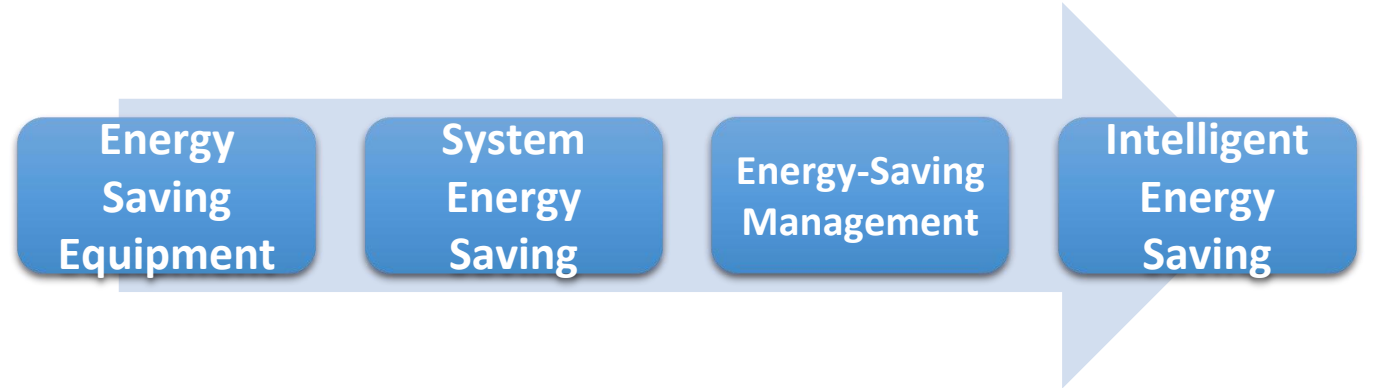 Energy
Saving
Equipment
System
Energy
Saving
Energy-Saving
Management
Intelligent
Energy
Saving